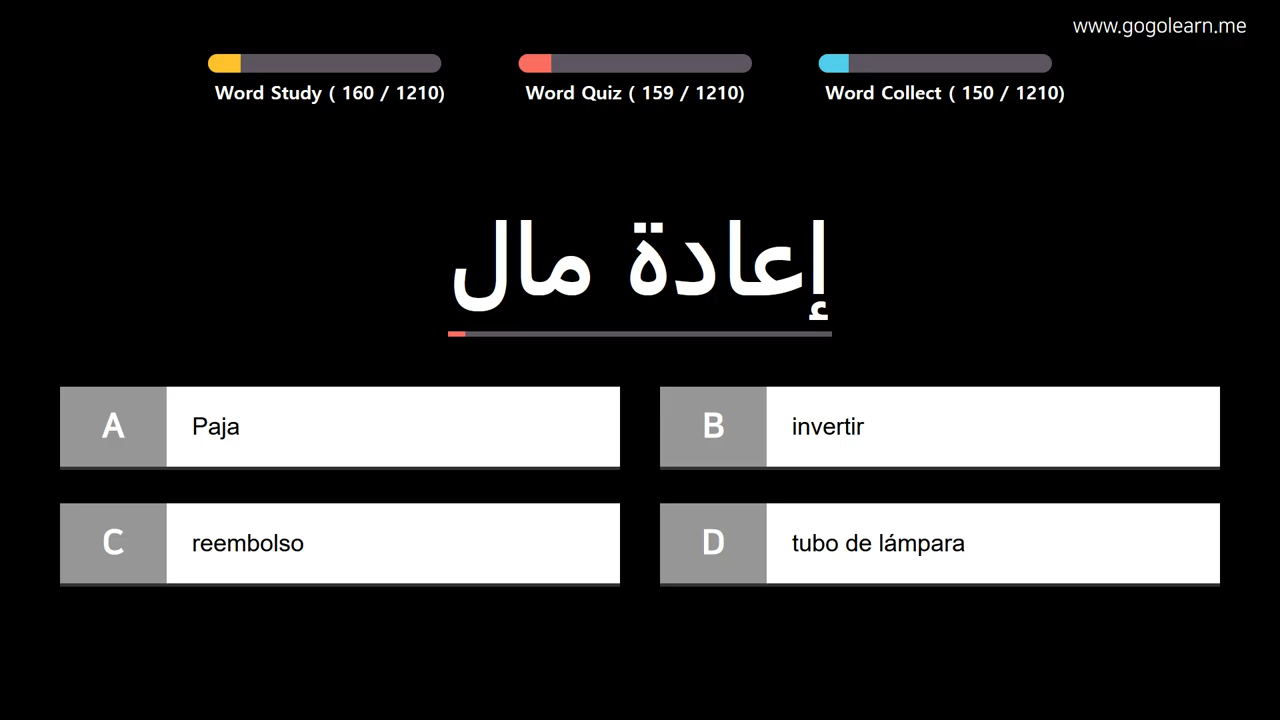 www.gogolearn.me
Word Study ( 160 / 1210)
Word Quiz ( 159 / 1210)
Word Collect ( 150 / 1210)
إعادة مال
A Paja
B invertir
C reembolso
D tubo de lámpara